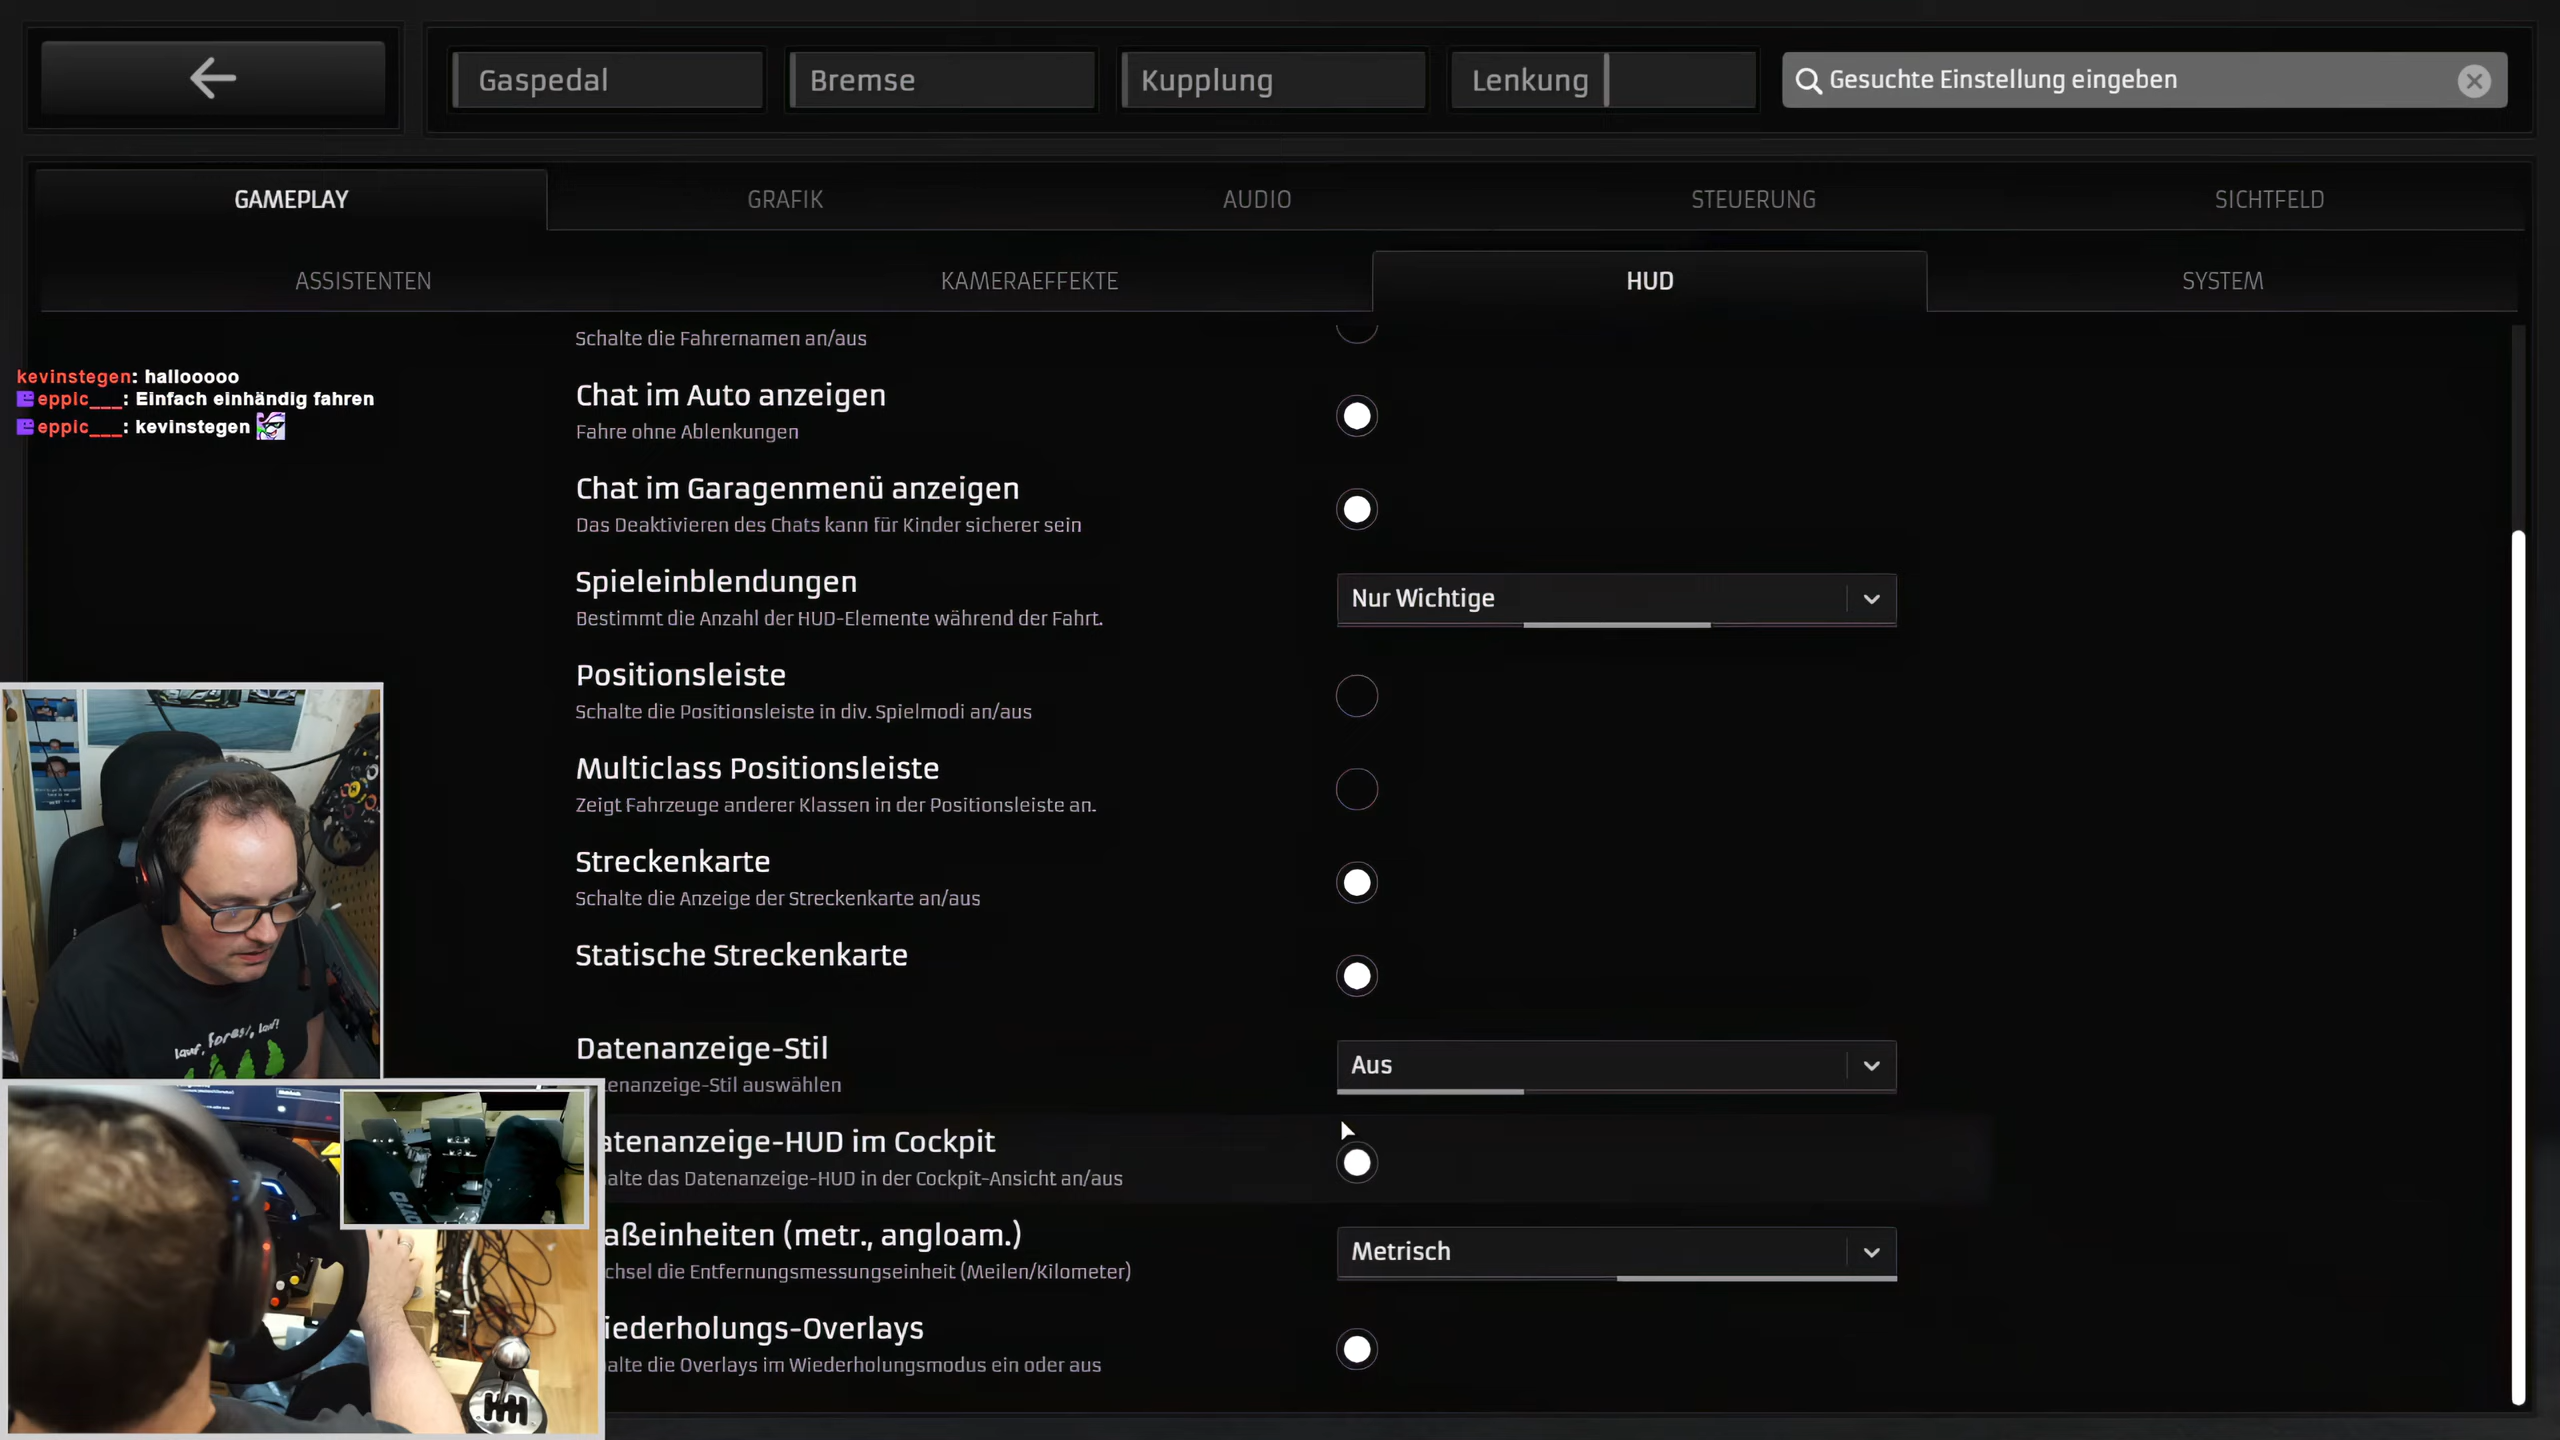 Gaspedal
Bremse
Kupplung
Lenkung
Gesuchte Einstellung eingeben
GAMEPLAY
GRAFIK
AUDIO
STEUERUNG
SICHTFELD
ASSISTENTEN
KAMERAEFFEKTE
HUD
SYSTEM
Schalte die Fahrernamen an/aus
kevinstegen: hallooooo
eppic___: Einfach einhändig fahren
eppic___: kevinstegen
Chat im Auto anzeigen
Fahre ohne Ablenkungen
Chat im Garagenmenü anzeigen
Das Deaktivieren des Chats kann für Kinder sicherer sein
Spieleinblendungen
Bestimmt die Anzahl der HUD-Elemente während der Fahrt.
Nur Wichtige
Positionsleiste
Schalte die Positionsleiste in div. Spielmodi an/aus
Multiclass Positionsleiste
Zeigt Fahrzeuge anderer Klassen in der Positionsleiste an.
Streckenkarte
Schalte die Anzeige der Streckenkarte an/aus
Statische Streckenkarte
Datenanzeige-Stil
enanzeige-Stil auswählen
Aus
atenanzeige-HUD im Cockpit
alte das Datenanzeige-HUD in der Cockpit-Ansicht an/aus
aßeinheiten (metr., angloam.)
chsel die Entfernungsmessungseinheit (Meilen/Kilometer)
Metrisch
iederholungs-Overlays
alte die Overlays im Wiederholungsmodus ein oder aus
lauf, forest, lauf!